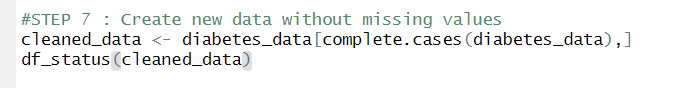 #STEP 7 : Create new data without missing values
cleaned_data <- diabetes_data[complete.cases(diabetes_data),]
df_status(cleaned_data)